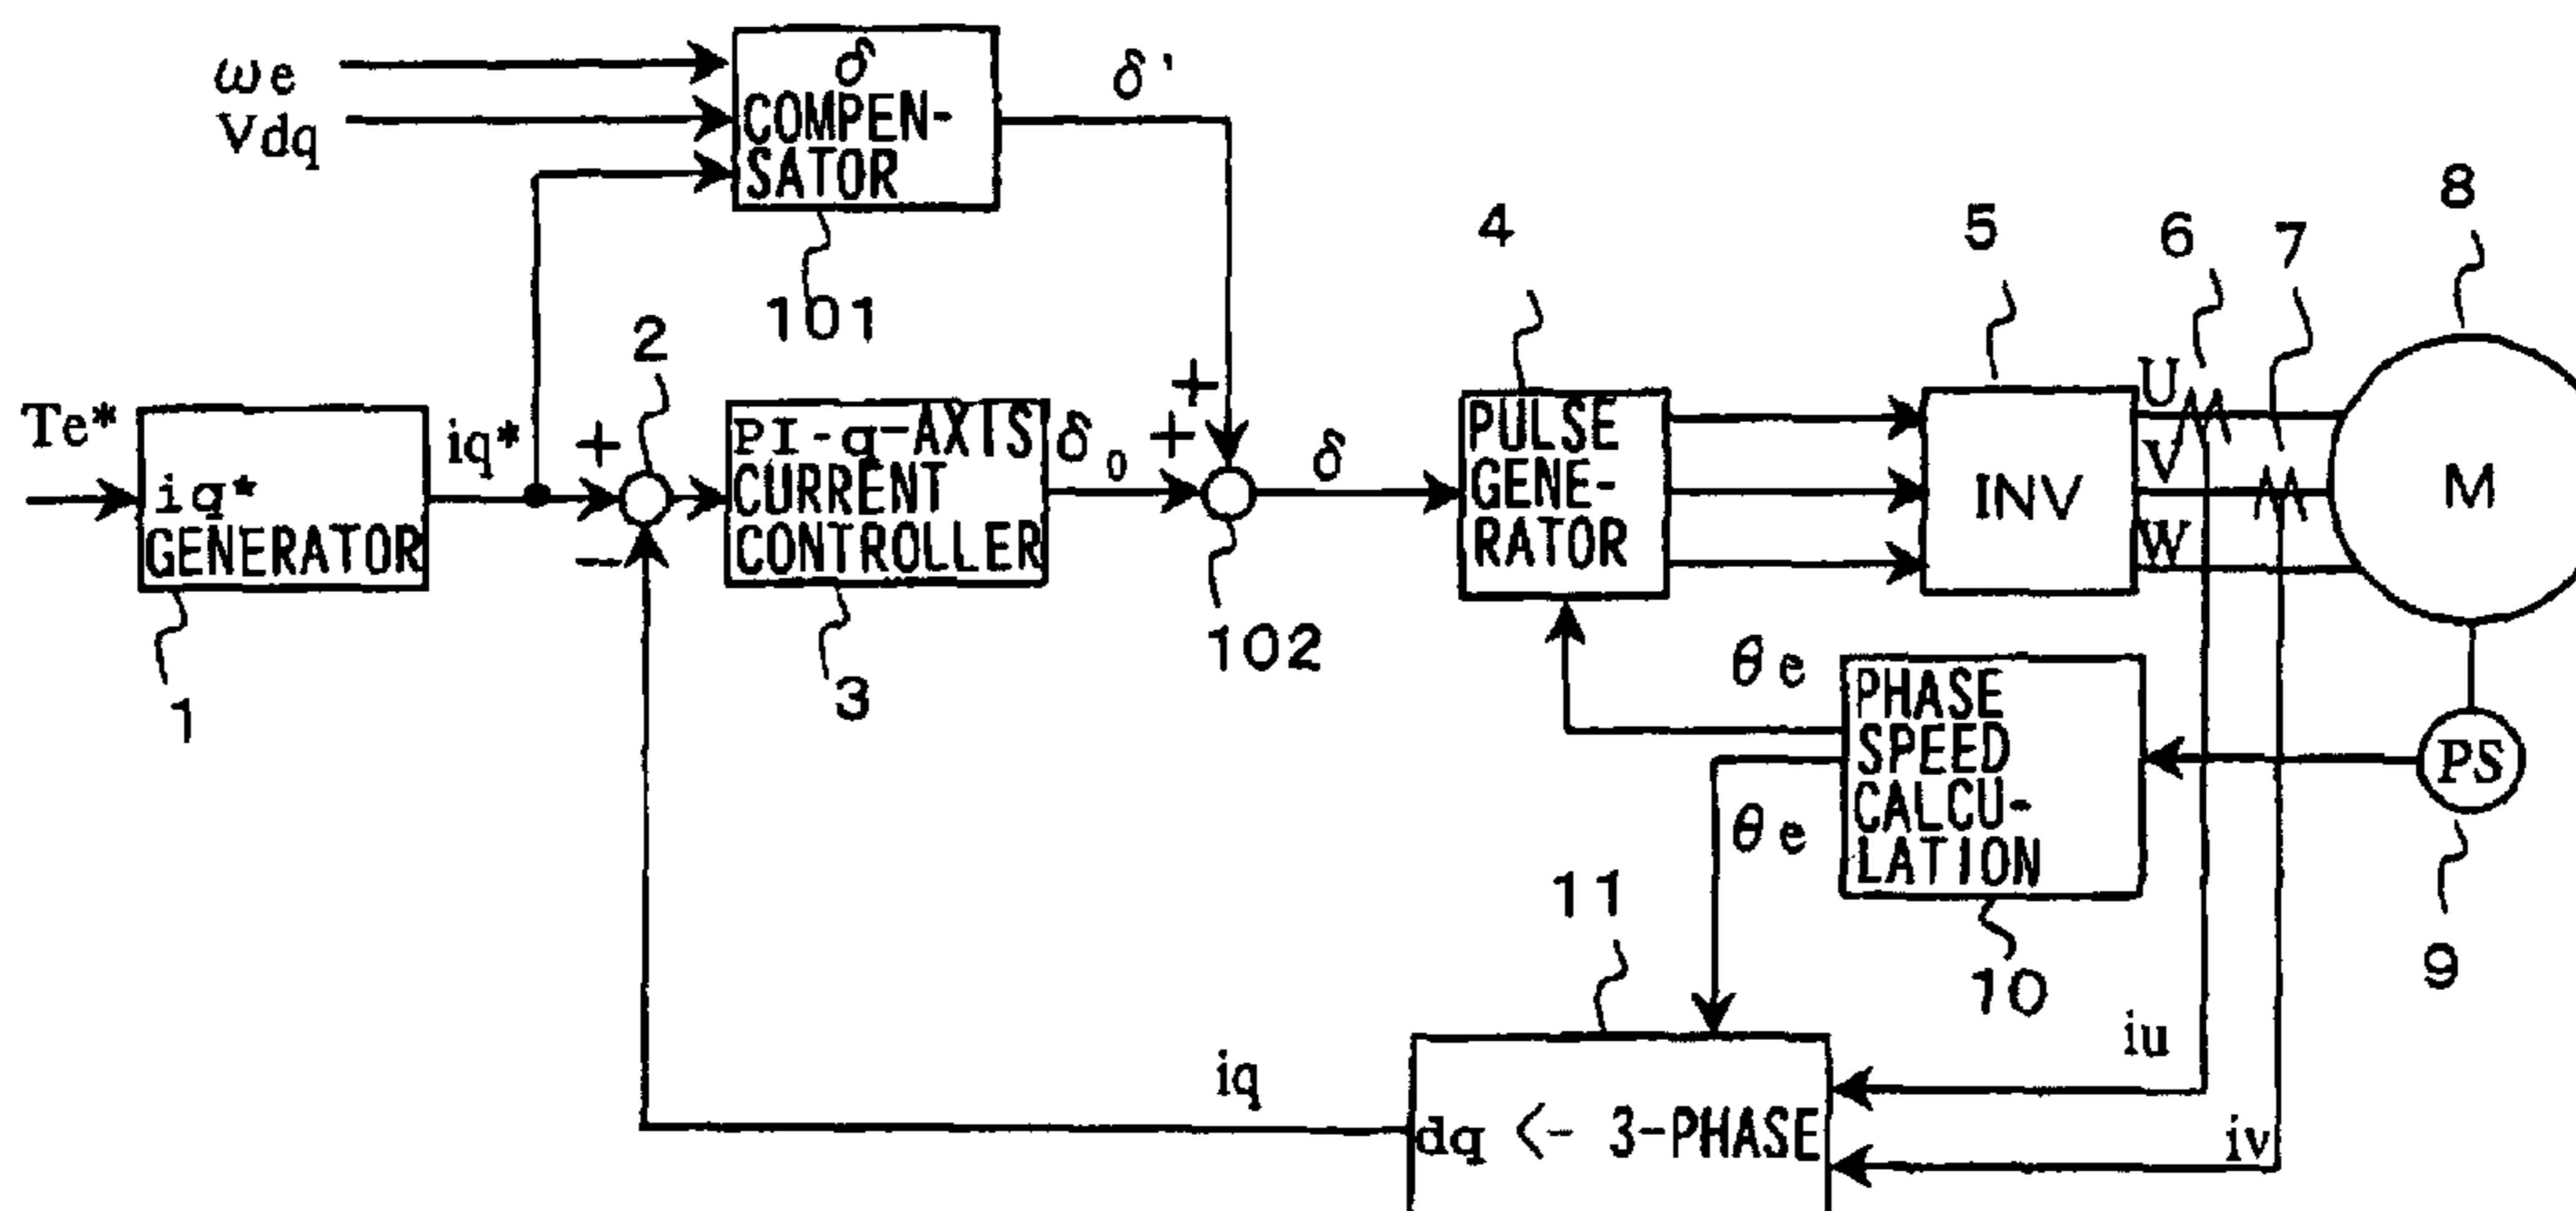 ωe
Vdq
δ
COMPEN-
SATOR
δ'
101
Te*
iq*
GENERATOR
1
iq*
+
−
2
PI-q-AXIS
CURRENT
CONTROLLER
3
δ0
+
+
102
δ
PULSE
GENE-
RATOR
4
INV
5
U
V
W
6
7
8
M
θe
θe
PHASE
SPEED
CALCU-
LATION
10
PS
9
11
dq <- 3-PHASE
iq
iu
iv